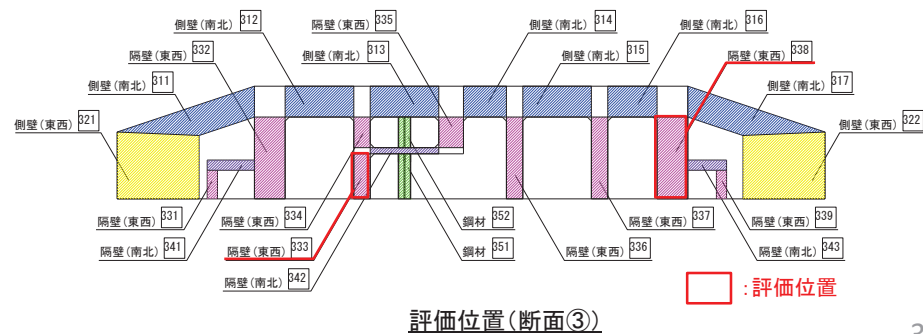 側壁(南北) 312
隔壁(東西) 335
側壁(南北) 314
側壁(南北) 316
隔壁(東西) 332
側壁(南北) 313
側壁(南北) 315
隔壁(東西) 338
側壁(南北) 311
側壁(南北) 317
側壁(東西) 321
側壁(東西) 322
隔壁(東西) 331
隔壁(東西) 334
鋼材 352
隔壁(東西) 337
隔壁(東西) 339
隔壁(南北) 341
隔壁(東西) 333
鋼材 351
隔壁(東西) 336
隔壁(南北) 343
隔壁(南北) 342
:評価位置
評価位置(断面③)